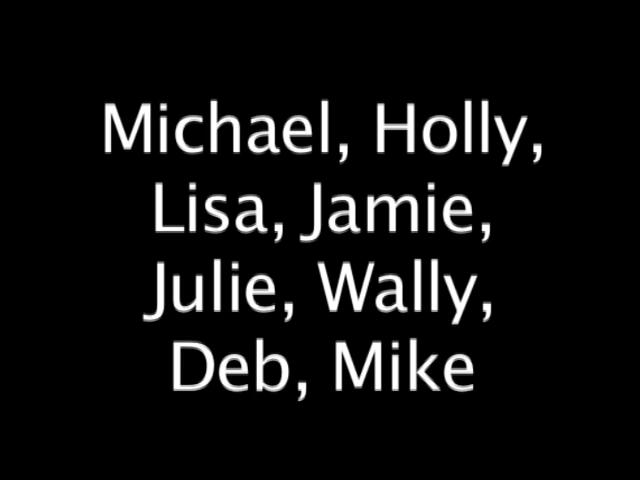 Michael, Holly,
Lisa, Jamie,
Julie, Wally,
Deb, Mike